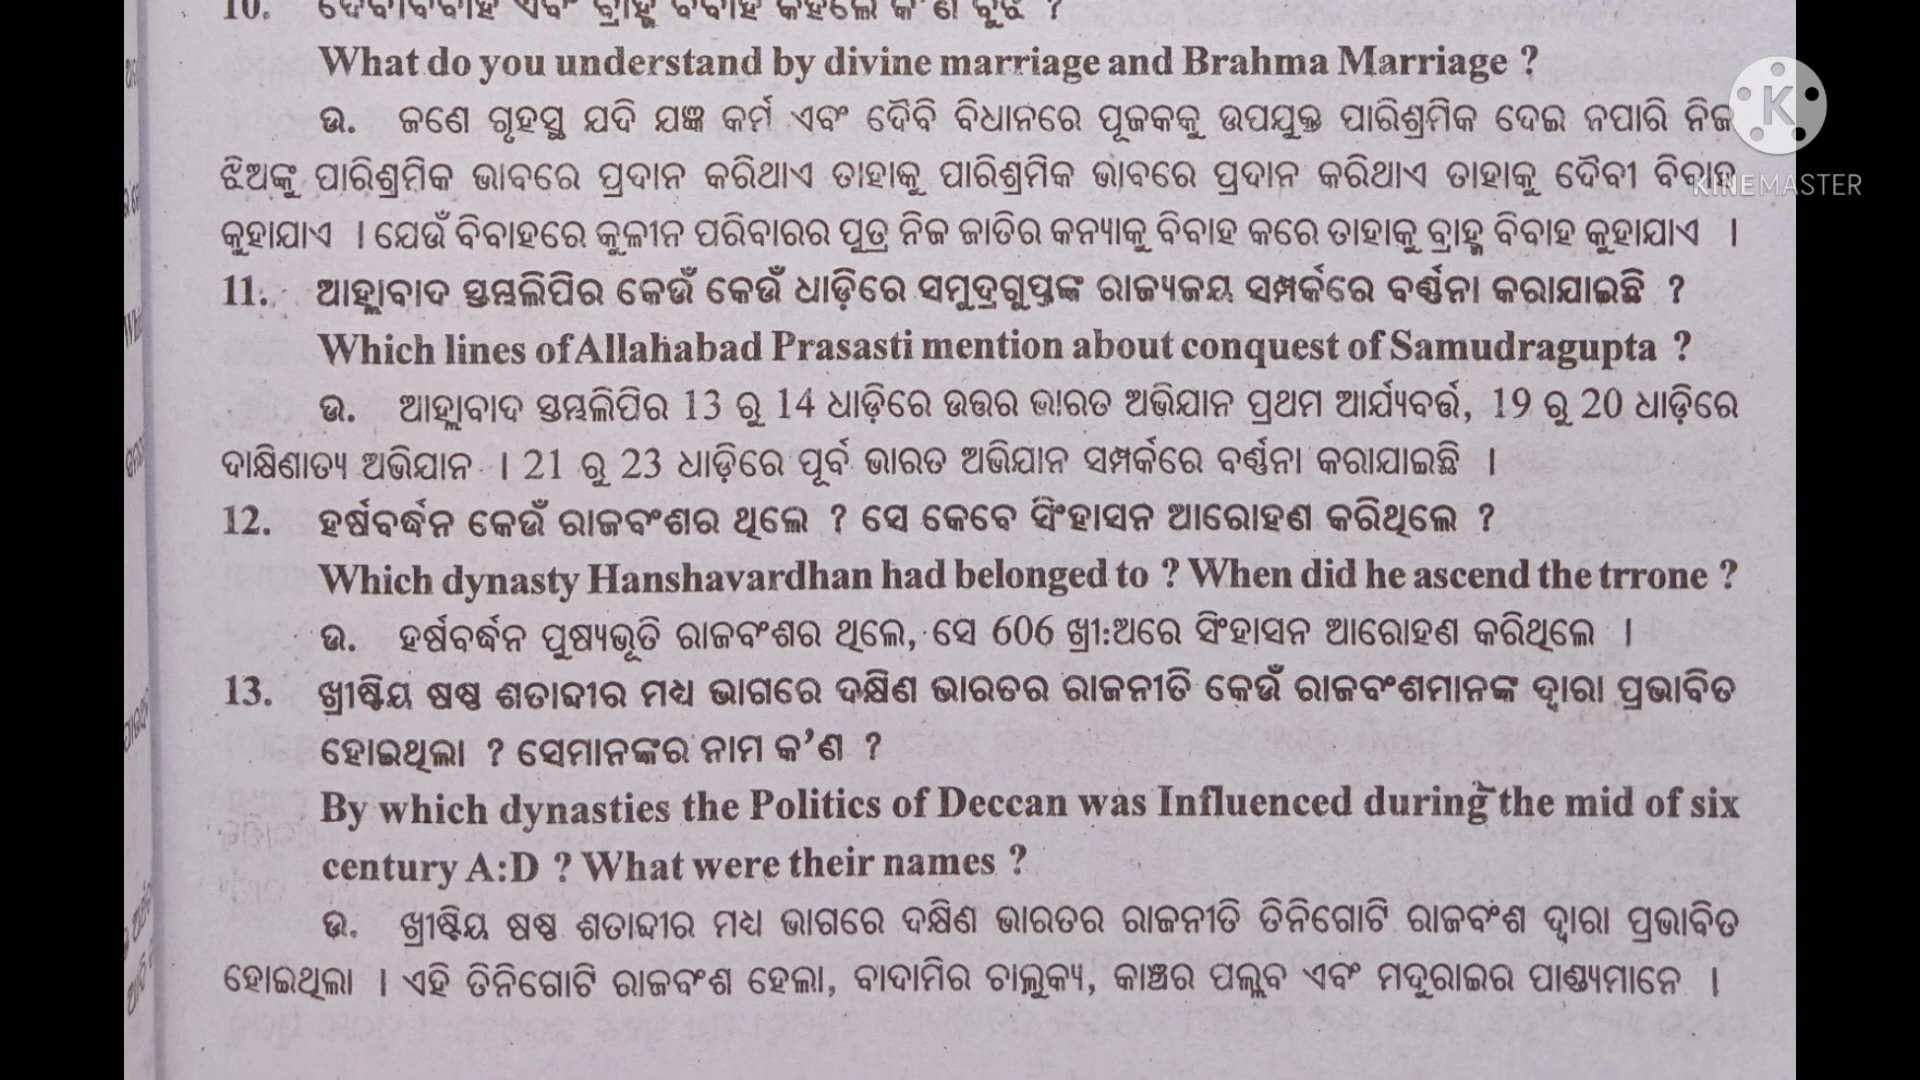 10. ଦୈବୀବିବାହ ଏବଂ ବ୍ରାହ୍ମ ବିବାହ କହିଲେ କ'ଣ ବୁଝ ?
What do you understand by divine marriage and Brahma Marriage ?
ଉ. ଜଣେ ଗୃହସ୍ଥ ଯଦି ଯଜ୍ଞ କର୍ମ ଏବଂ ଦୈବି ବିଧାନରେ ପୂଜକକୁ ଉପଯୁକ୍ତ ପାରିଶ୍ରମିକ ଦେଇ ନପାରି ନିଜ
ଝିଅଙ୍କୁ ପାରିଶ୍ରମିକ ଭାବରେ ପ୍ରଦାନ କରିଥାଏ ତାହାକୁ ପାରିଶ୍ରମିକ ଭାବରେ ପ୍ରଦାନ କରିଥାଏ ତାହାକୁ ଦୈବୀ ବିବାହ
KINEMASTER
କୁହାଯାଏ । ଯେଉଁ ବିବାହରେ କୁଳୀନ ପରିବାରର ପୁତ୍ର ନିଜ ଜାତିର କନ୍ୟାକୁ ବିବାହ କରେ ତାହାକୁ ବ୍ରାହ୍ମ ବିବାହ କୁହାଯାଏ ।
11. ଆହ୍ଲାବାଦ ସ୍ତମ୍ଭଲିପିର କେଉଁ କେଉଁ ଧାଡ଼ିରେ ସମୁଦ୍ରଗୁପ୍ତଙ୍କ ରାଜ୍ୟଜୟ ସମ୍ପର୍କରେ ବର୍ଣ୍ଣନା କରାଯାଇଛି ?
Which lines of Allahabad Prasasti mention about conquest of Samudragupta ?
ଉ. ଆହ୍ଲାବାଦ ସ୍ତମ୍ଭଲିପିର 13 ରୁ 14 ଧାଡ଼ିରେ ଉତ୍ତର ଭାରତ ଅଭିଯାନ ପ୍ରଥମ ଆର୍ଯ୍ୟବର୍ତ୍ତ, 19 ରୁ 20 ଧାଡ଼ିରେ
ଦାକ୍ଷିଣାତ୍ୟ ଅଭିଯାନ । 21 ରୁ 23 ଧାଡ଼ିରେ ପୂର୍ବ ଭାରତ ଅଭିଯାନ ସମ୍ପର୍କରେ ବର୍ଣ୍ଣନା କରାଯାଇଛି ।
12. ହର୍ଷବର୍ଦ୍ଧନ କେଉଁ ରାଜବଂଶର ଥିଲେ ? ସେ କେବେ ସିଂହାସନ ଆରୋହଣ କରିଥିଲେ ?
Which dynasty Hanshavardhan had belonged to ? When did he ascend the trrone ?
ଉ. ହର୍ଷବର୍ଦ୍ଧନ ପୁଷ୍ୟଭୂତି ରାଜବଂଶର ଥିଲେ, ସେ 606 ଖ୍ରୀ:ଅରେ ସିଂହାସନ ଆରୋହଣ କରିଥିଲେ ।
13. ଖ୍ରୀଷ୍ଟିୟ ଷଷ୍ଠ ଶତାବ୍ଦୀର ମଧ୍ୟ ଭାଗରେ ଦକ୍ଷିଣ ଭାରତର ରାଜନୀତି କେଉଁ ରାଜବଂଶମାନଙ୍କ ଦ୍ୱାରା ପ୍ରଭାବିତ
ହୋଇଥିଲା ? ସେମାନଙ୍କର ନାମ କ'ଣ ?
By which dynasties the Politics of Deccan was Influenced during the mid of six
century A:D ? What were their names ?
ଉ. ଖ୍ରୀଷ୍ଟିୟ ଷଷ୍ଠ ଶତାବ୍ଦୀର ମଧ୍ୟ ଭାଗରେ ଦକ୍ଷିଣ ଭାରତର ରାଜନୀତି ତିନିଗୋଟି ରାଜବଂଶ ଦ୍ୱାରା ପ୍ରଭାବିତ
ହୋଇଥିଲା । ଏହି ତିନିଗୋଟି ରାଜବଂଶ ହେଲା, ବାଦାମିର ଚାଲୁକ୍ୟ, କାଞ୍ଚର ପଲ୍ଲବ ଏବଂ ମଦୁରାଇର ପାଣ୍ଡ୍ୟମାନେ ।